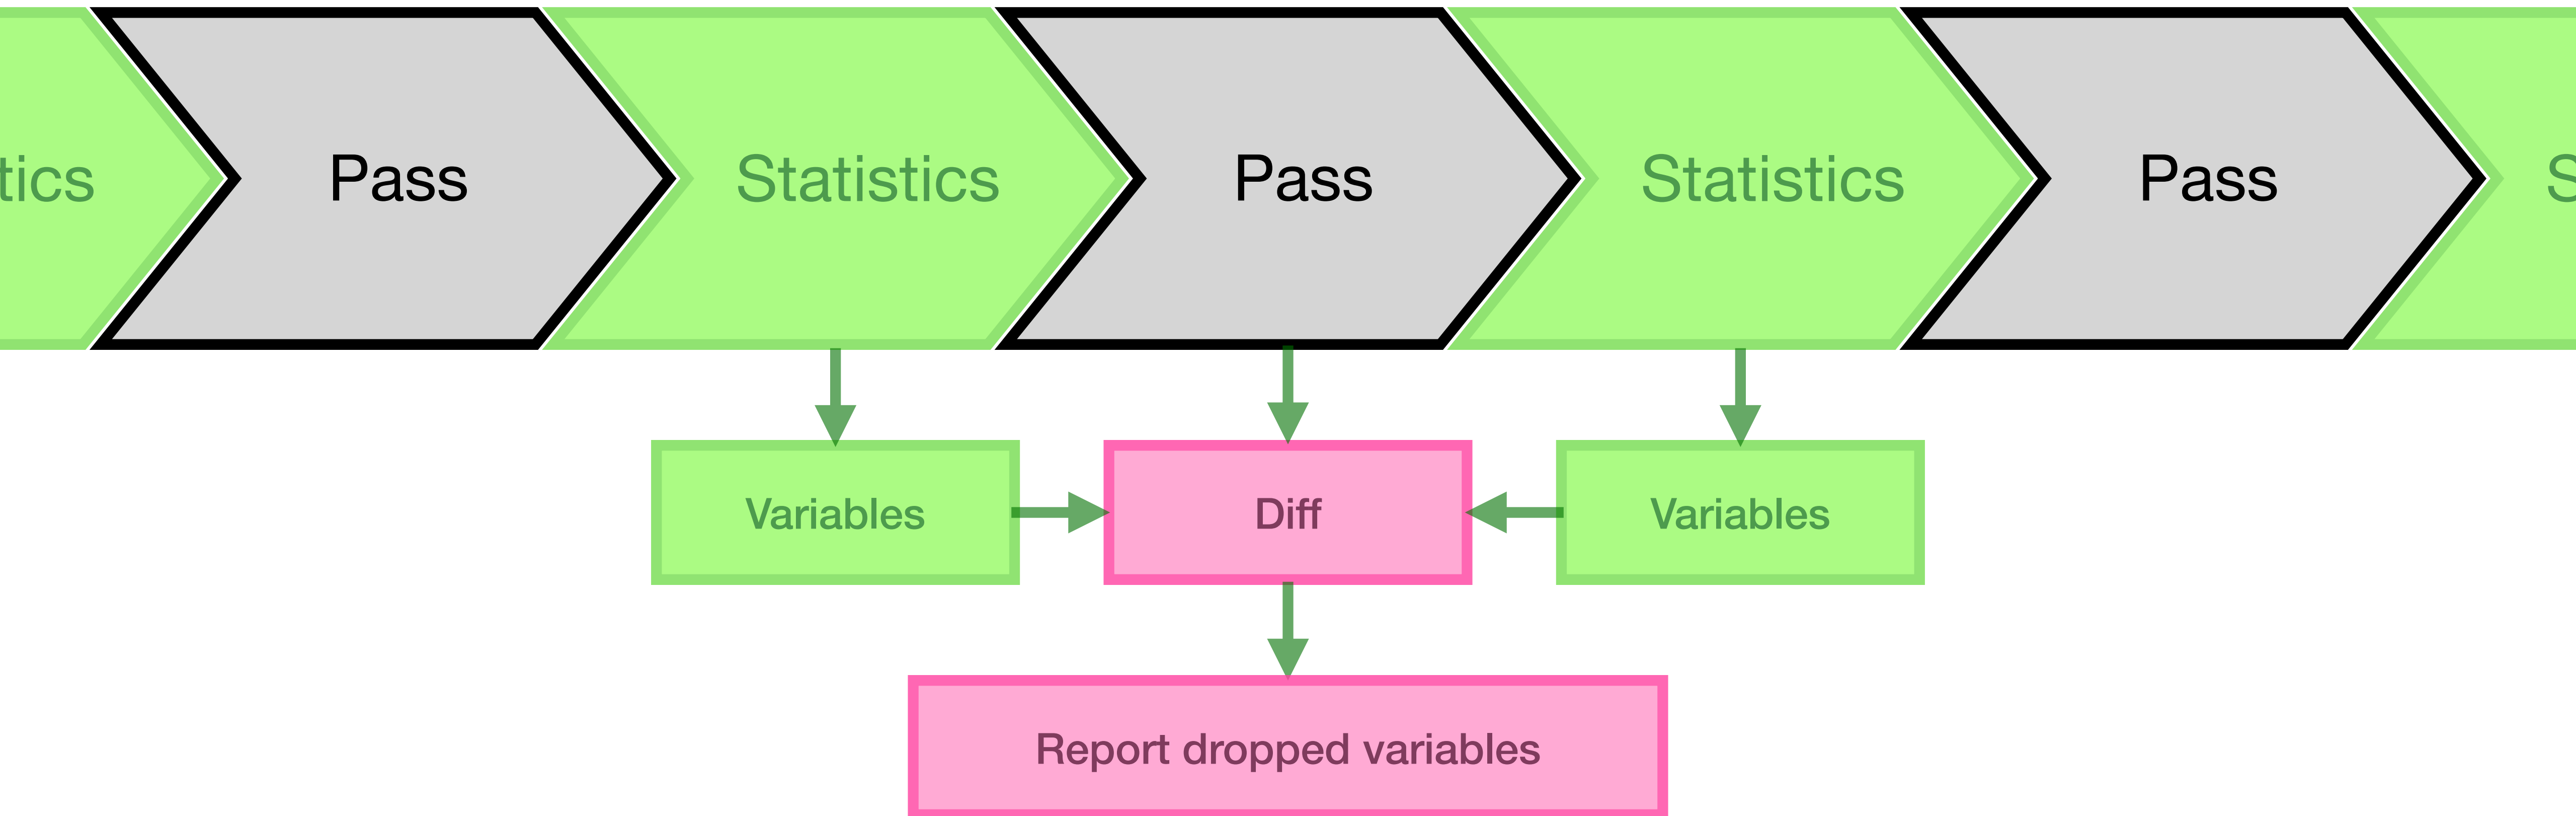 tics
Pass
Statistics
Pass
Statistics
Pass
S
Variables
Diff
Variables
Report dropped variables